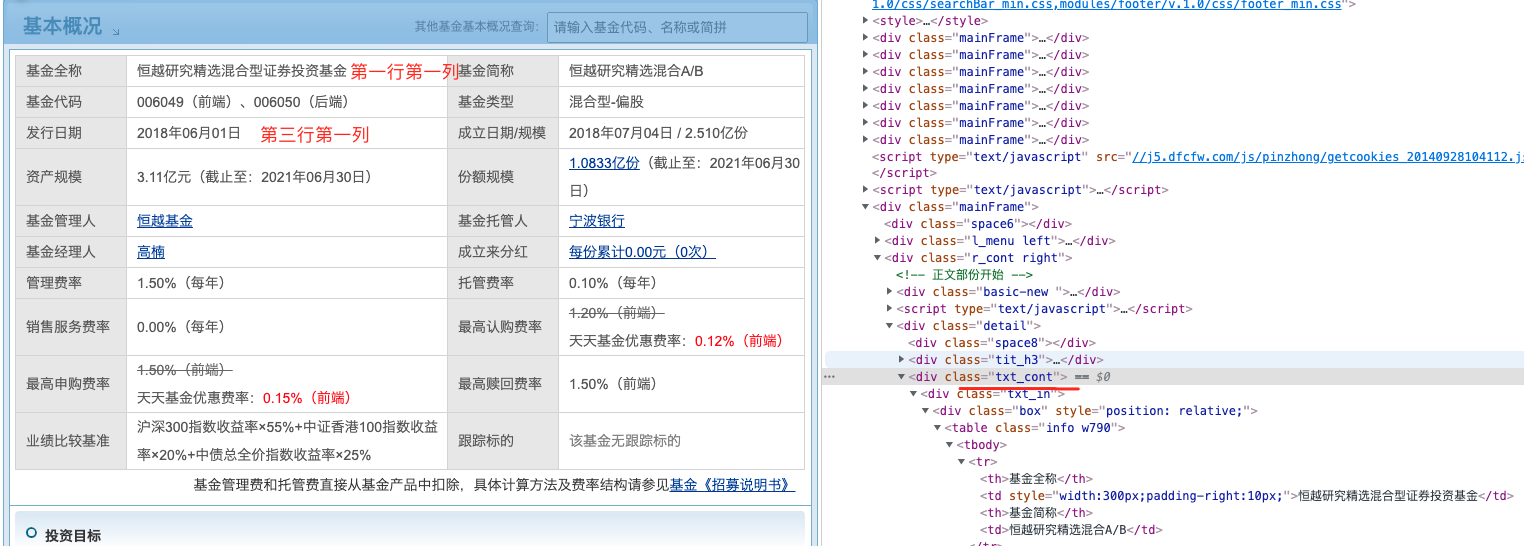 基本概况
其他基金基本概况查询: 请输入基金代码、名称或简拼
基金全称 恒越研究精选混合型证券投资基金 第一行第一列 基金简称 恒越研究精选混合A/B
基金代码 006049（前端）、006050（后端） 基金类型 混合型-偏股
发行日期 2018年06月01日 第三行第一列 成立日期/规模 2018年07月04日 / 2.510亿份
资产规模 3.11亿元（截止至：2021年06月30日） 份额规模 1.0833亿份（截止至：2021年06月30
日）
基金管理人 恒越基金 基金托管人 宁波银行
基金经理人 高楠 成立来分红 每份累计0.00元（0次）
管理费率 1.50%（每年） 托管费率 0.10%（每年）
销售服务费率 0.00%（每年） 最高认购费率 1.20%（前端）
天天基金优惠费率：0.12%（前端）
最高申购费率 1.50%（前端）
天天基金优惠费率：0.15%（前端）
最高赎回费率 1.50%（前端）
业绩比较基准 沪深300指数收益率×55%+中证香港100指数收益
率×20%+中债总全价指数收益率×25%
跟踪标的 该基金无跟踪标的
基金管理费和托管费直接从基金产品中扣除，具体计算方法及费率结构请参见基金《招募说明书》
投资目标
1.0/css/searchBar_min.css,modules/footer/v.1.0/css/footer_min.css">
<style>…</style>
<div class="mainFrame">…</div>
<div class="mainFrame">…</div>
<div class="mainFrame">…</div>
<div class="mainFrame">…</div>
<div class="mainFrame">…</div>
<div class="mainFrame">…</div>
<div class="mainFrame">…</div>
<script type="text/javascript" src="//j5.dfcfw.com/js/pinzhong/getcookies_20140928104112.js
</script>
<script type="text/javascript">…</script>
<div class="mainFrame">
<div class="space6"></div>
<div class="l_menu left">…</div>
<div class="r_cont right">
<!-- 正文部份开始 -->
<div class="basic-new ">…</div>
<script type="text/javascript">…</script>
<div class="detail">
<div class="space8"></div>
<div class="tit_h3">…</div>
<div class="txt_cont"> == $0
<div class="txt_in">
<div class="box" style="position: relative;">
<table class="info w790">
<tbody>
<tr>
<th>基金全称</th>
<td style="width:300px;padding-right:10px;">恒越研究精选混合型证券投资基金</td>
<th>基金简称</th>
<td>恒越研究精选混合A/B</td>
</tr>